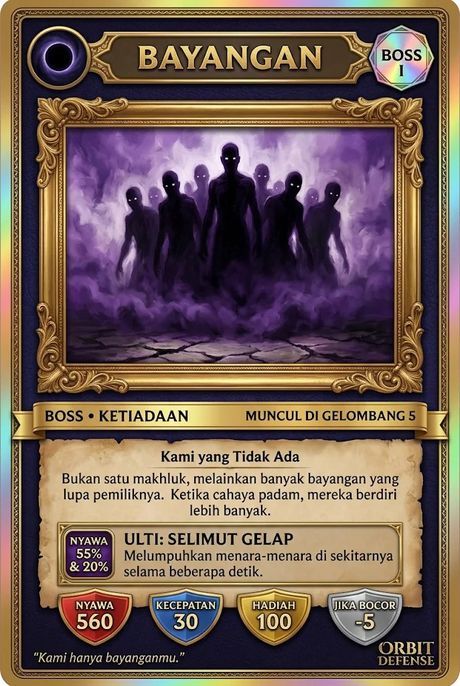 BAYANGAN
BOSS
I
BOSS • KETIADAAN
MUNCUL DI GELOMBANG 5
Kami yang Tidak Ada
Bukan satu makhluk, melainkan banyak bayangan yang
lupa pemiliknya. Ketika cahaya padam, mereka berdiri
lebih banyak.
NYAWA
55%
& 20%
ULTI: SELIMUT GELAP
Melumpuhkan menara-menara di sekitarnya
selama beberapa detik.
NYAWA
560
KECEPATAN
30
HADIAH
100
JIKA BOCOR
-5
"Kami hanya bayanganmu."
ORBIT
DEFENSE